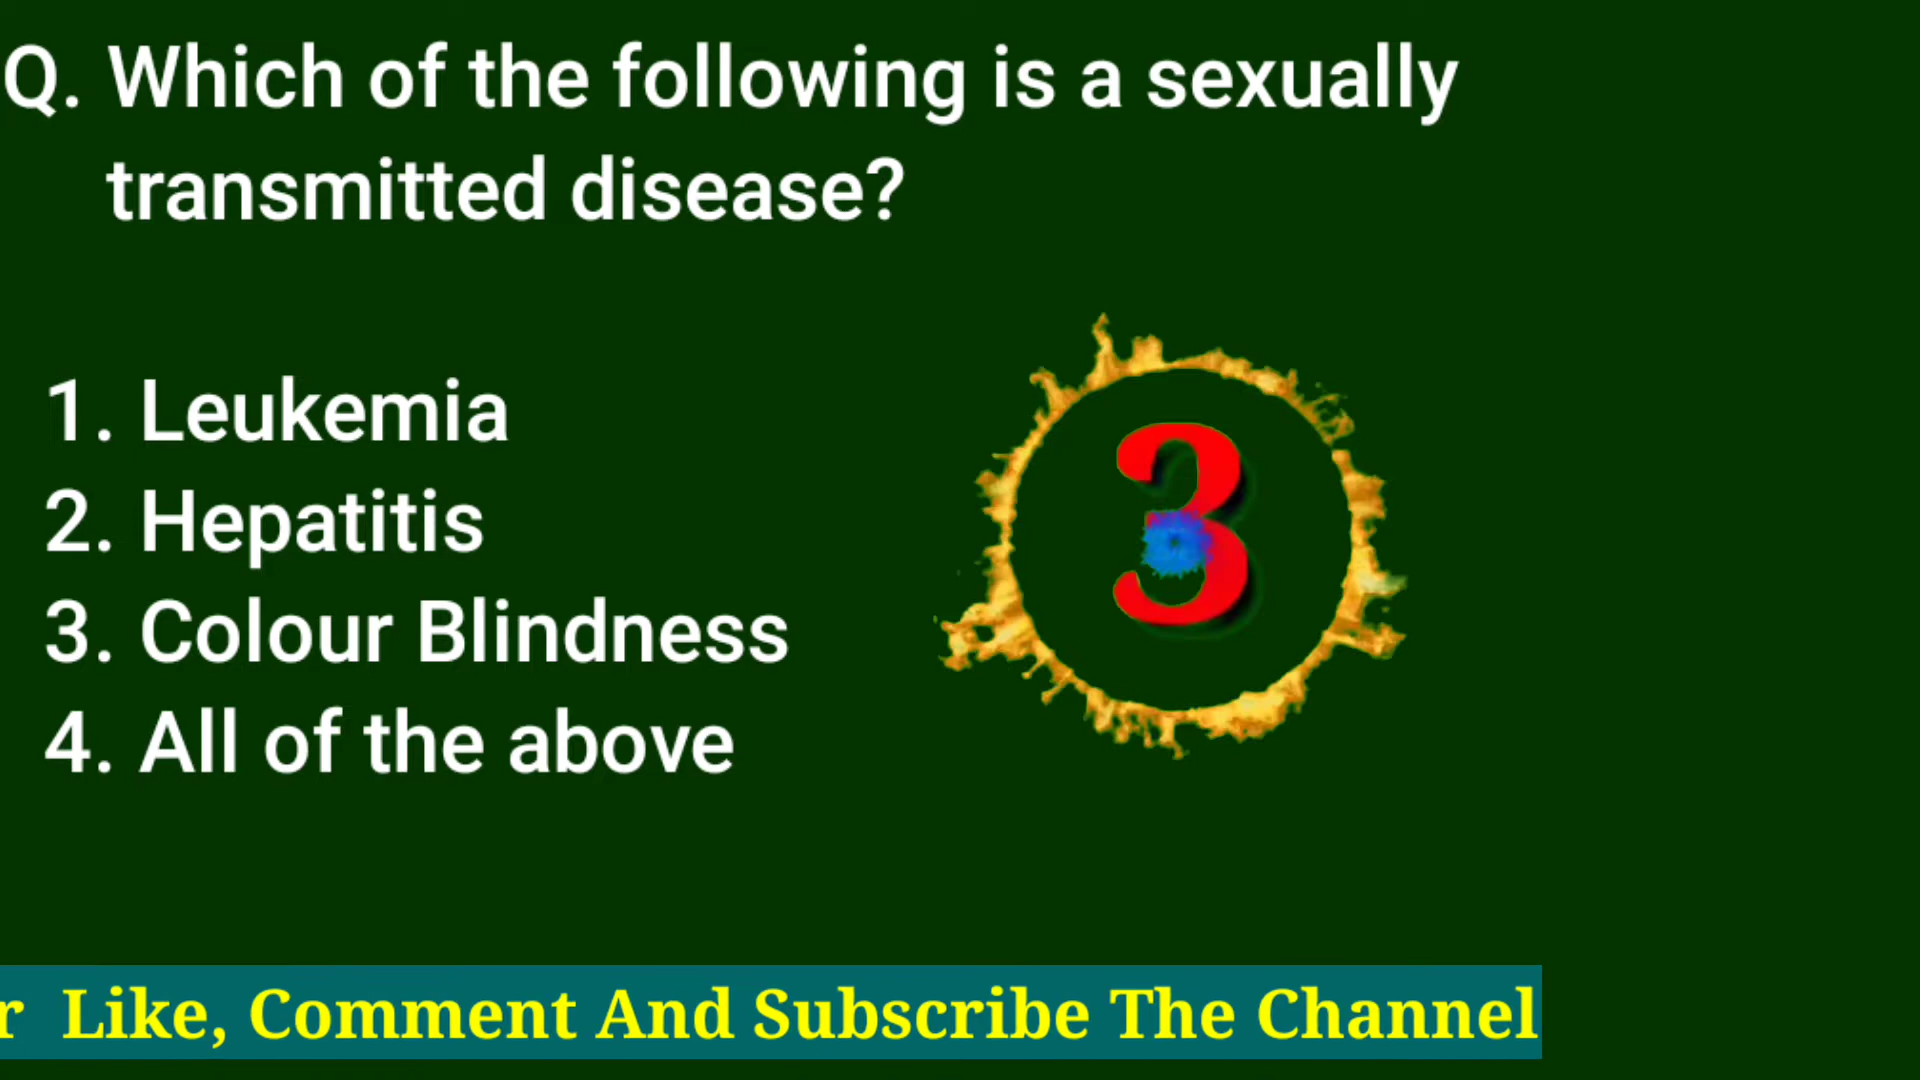 Q. Which of the following is a sexually
transmitted disease?
1. Leukemia
2. Hepatitis
3. Colour Blindness
4. All of the above
3
r Like, Comment And Subscribe The Channel